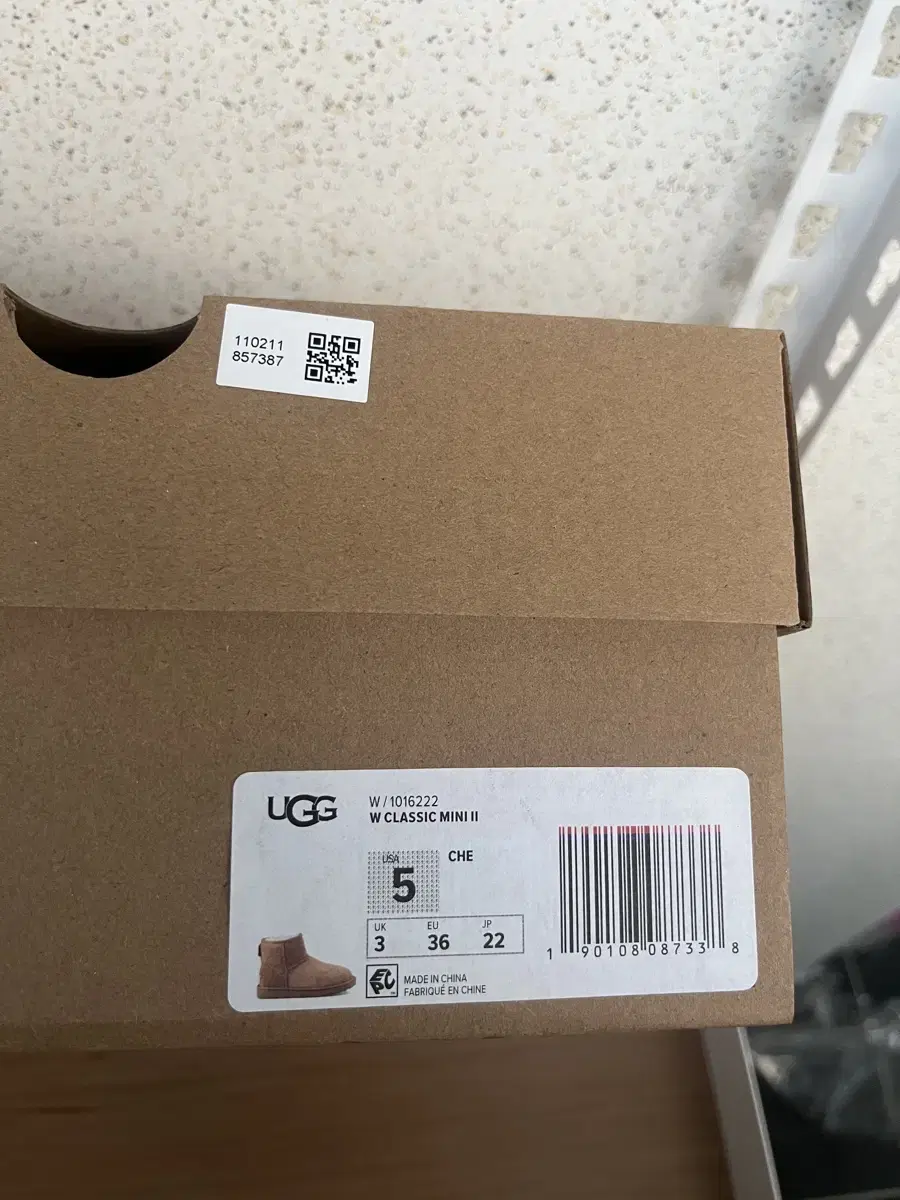 110211
857387
UGG
W / 1016222
W CLASSIC MINI II
USA
5
CHE
UK EU JP
3 36 22
EPC
MADE IN CHINA
FABRIQUÉ EN CHINE
1 90108 08733 8